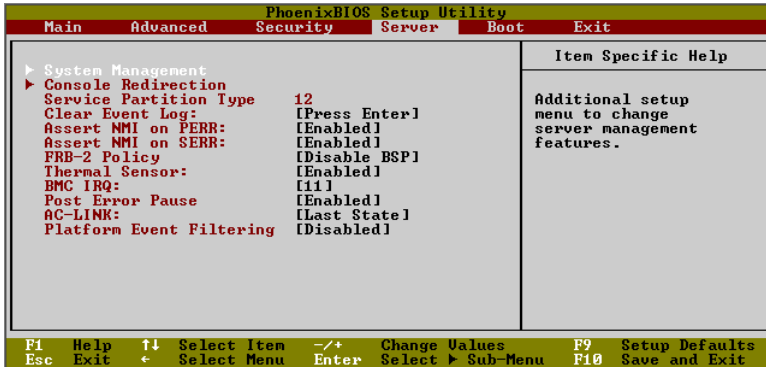 PhoenixBIOS Setup Utility
Main Advanced Security Server Boot Exit
Item Specific Help
▶ System Management
▶ Console Redirection
Service Partition Type 12
Clear Event Log: [Press Enter]
Assert NMI on PERR: [Enabled]
Assert NMI on SERR: [Enabled]
FRB-2 Policy [Disable BSP]
Thermal Sensor: [Enabled]
BMC IRQ: [11]
Post Error Pause [Enabled]
AC-LINK: [Last State]
Platform Event Filtering [Disabled]
Additional setup
menu to change
server management
features.
F1 Help ↑↓ Select Item -/+ Change Values F9 Setup Defaults
Esc Exit ← Select Menu Enter Select ▶ Sub-Menu F10 Save and Exit